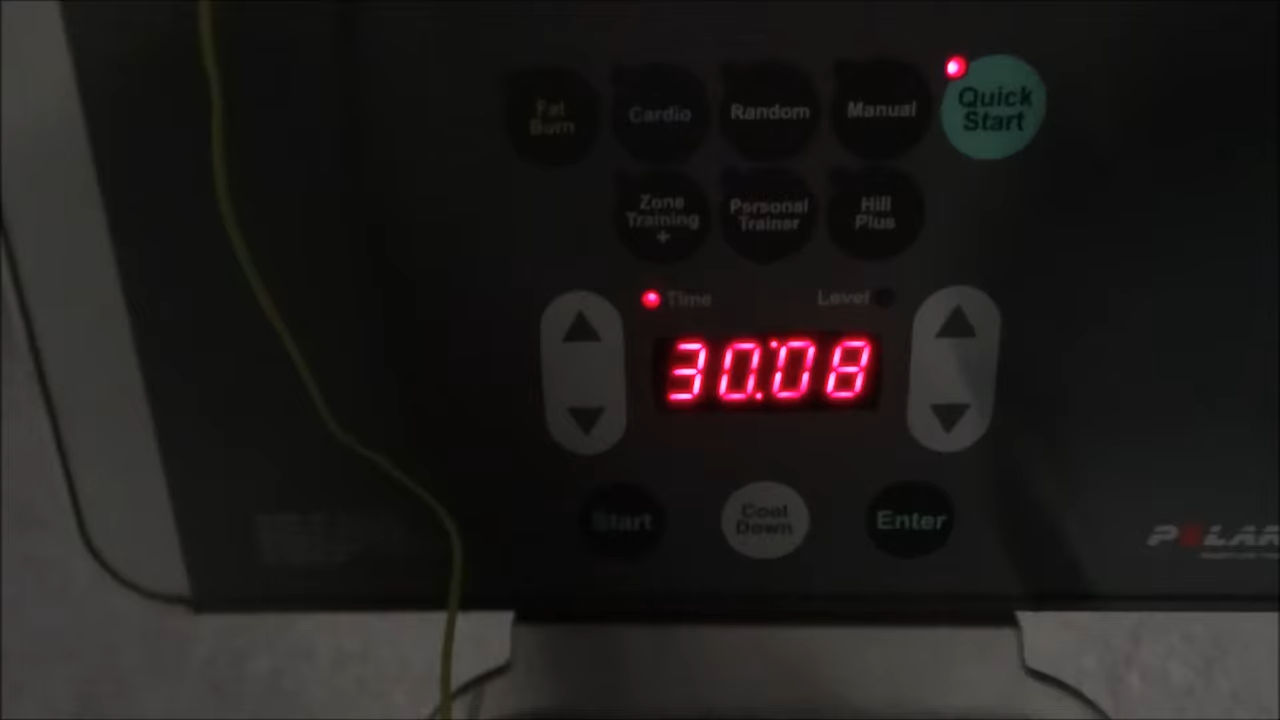 Fat
Burn
Cardio
Random
Manual
Quick
Start
Zone
Training
+
Personal
Trainer
Hill
Plus
Time
Level
30:08
Start
Cool
Down
Enter
POLAR